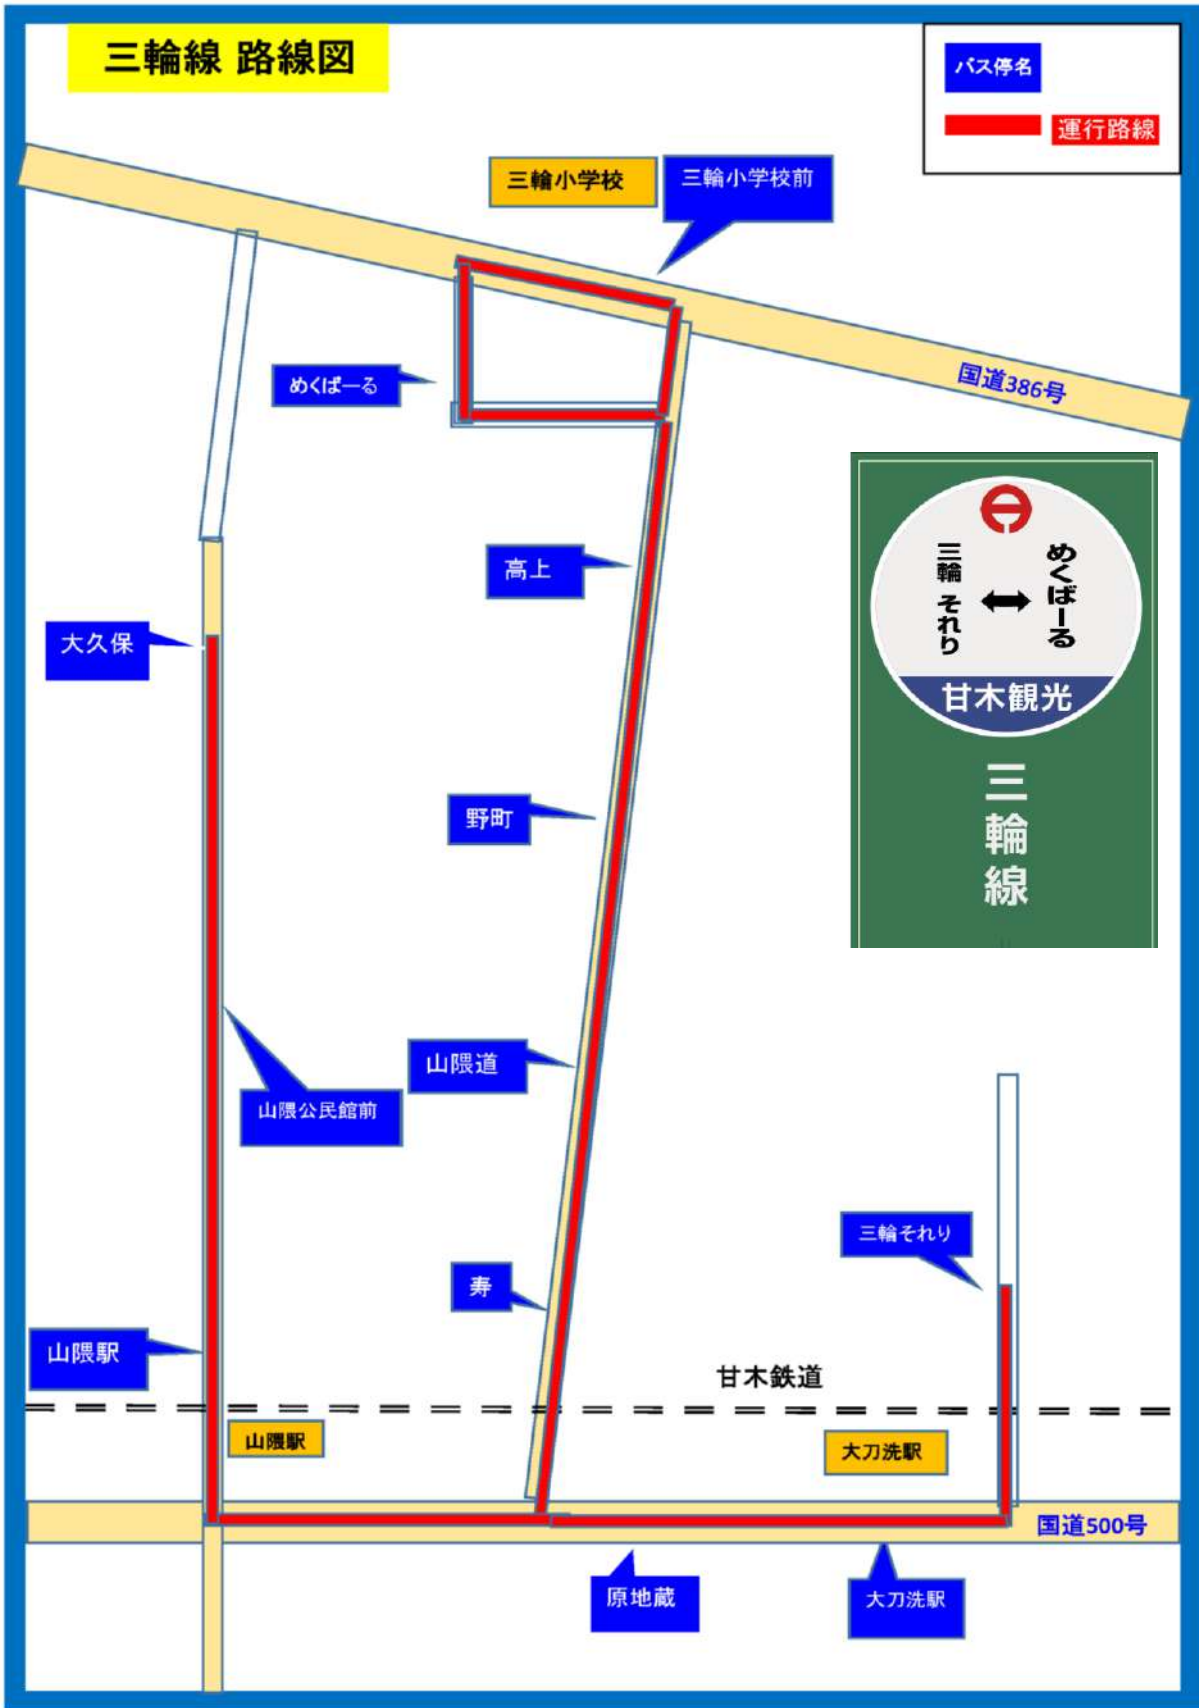 三輪線 路線図
バス停名
運行路線
三輪小学校
三輪小学校前
国道386号
めくばーる
高上
大久保
三輪 それり
めくばーる
甘木観光
三輪線
野町
山隈道
山隈公民館前
三輪それり
寿
山隈駅
甘木鉄道
山隈駅
大刀洗駅
国道500号
原地蔵
大刀洗駅